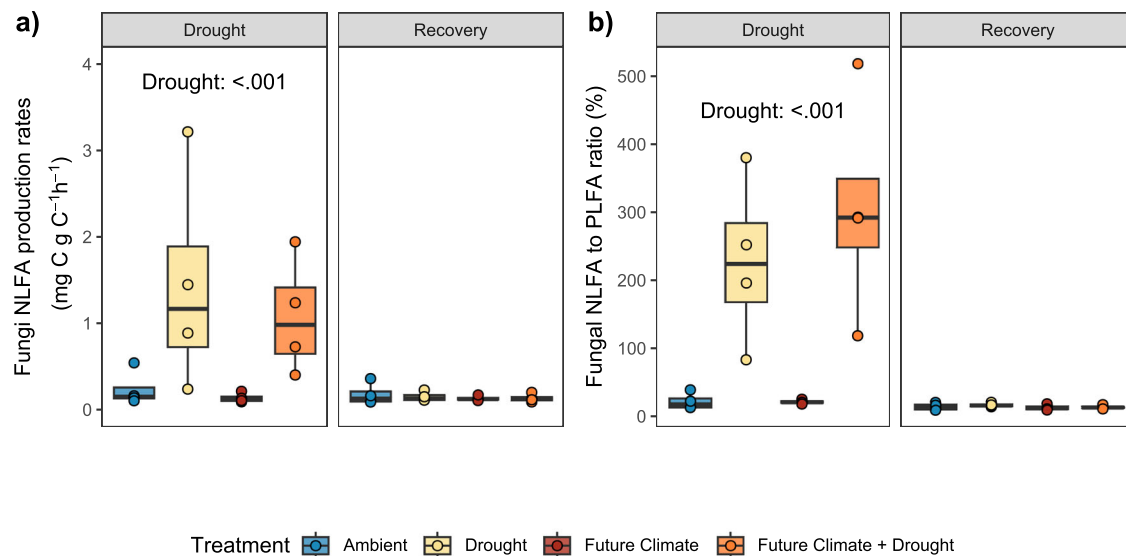 a)
Drought
Recovery
Fungi NLFA production rates
(mg C g C⁻¹h⁻¹)
4
3
2
1
0
Drought: <.001
b)
Drought
Recovery
Fungal NLFA to PLFA ratio (%)
500
400
300
200
100
0
Drought: <.001
Treatment
Ambient
Drought
Future Climate
Future Climate + Drought